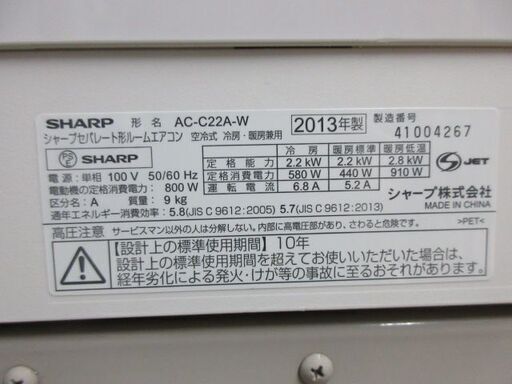 SHARP 形名 AC-C22A-W 2013年製 製造番号
シャープセパレート形ルームエアコン 空冷式 冷房・暖房兼用 41004267
PS E SHARP
冷房 暖房標準 暖房低温
定格能力 2.2 kW 2.2 kW 2.8 kW
定格消費電力 580 W 440 W 910 W
運転電流 6.8 A 5.2 A
S JET
電源：単相 100 V 50/60 Hz
電動機の定格消費電力： 800 W
区分名： A 質量： 9 kg
通年エネルギー消費効率： 5.8 (JIS C 9612:2005) 5.7 (JIS C 9612:2013)
シャープ株式会社
MADE IN CHINA
高圧注意 サービスマン以外の人は分解しない。内部に高電圧部があり、さわると危険です。
>PET<
【設計上の標準使用期間】10年
設計上の標準使用期間を超えてお使いいただいた場合は、
経年劣化による発火・けが等の事故に至るおそれがあります。